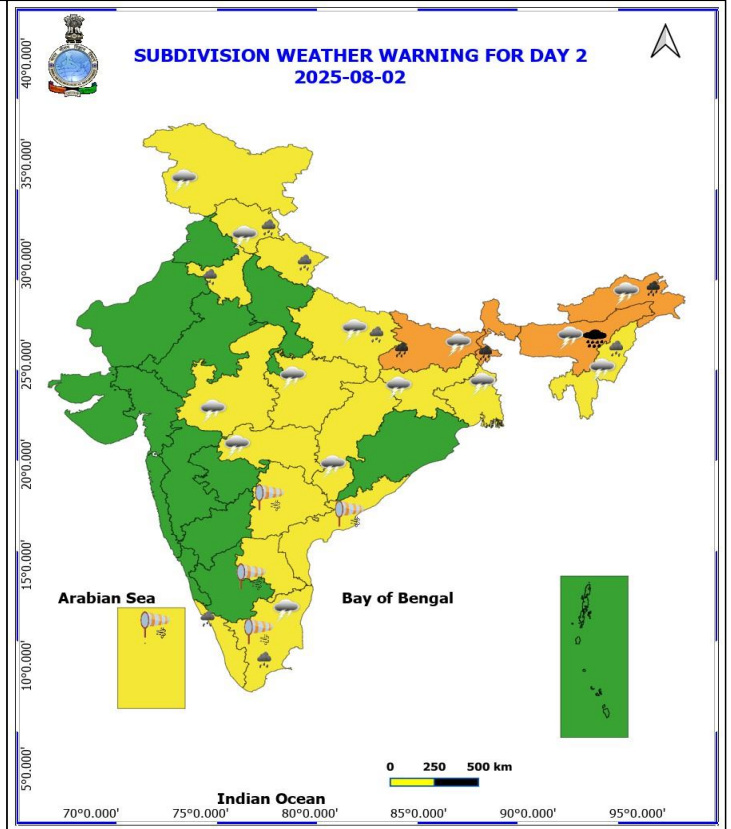 SUBDIVISION WEATHER WARNING FOR DAY 2
2025-08-02
40°0.000'
35°0.000'
30°0.000'
25°0.000'
20°0.000'
15°0.000'
10°0.000'
5°0.000'
Arabian Sea
Bay of Bengal
0 250 500 km
Indian Ocean
70°0.000' 75°0.000' 80°0.000' 85°0.000' 90°0.000' 95°0.000'